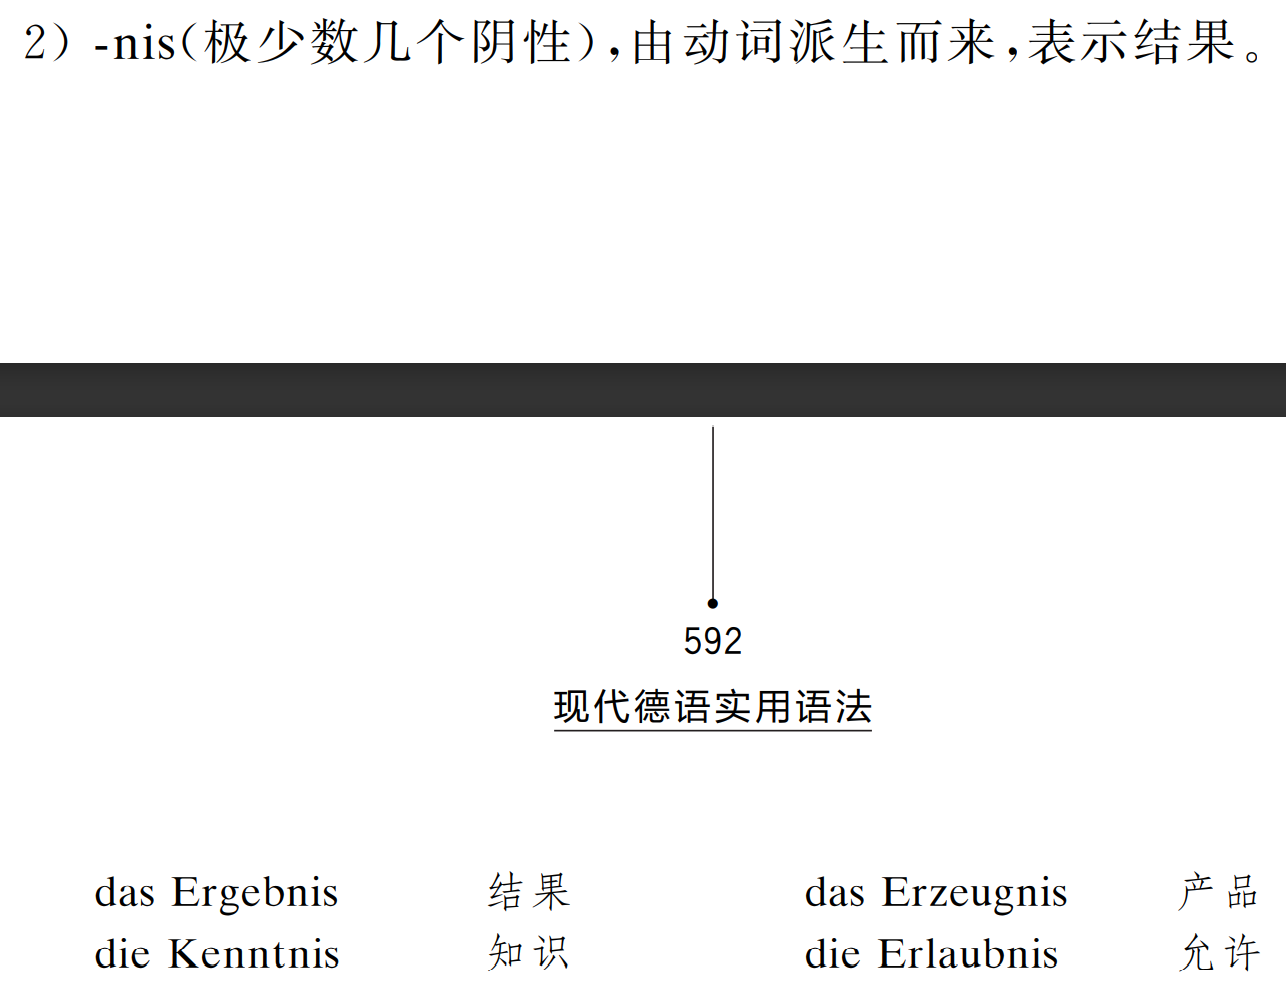 2) -nis(极少数几个阴性),由动词派生而来,表示结果。
592
现代德语实用语法
das Ergebnis 结果 das Erzeugnis 产品
die Kenntnis 知识 die Erlaubnis 允许